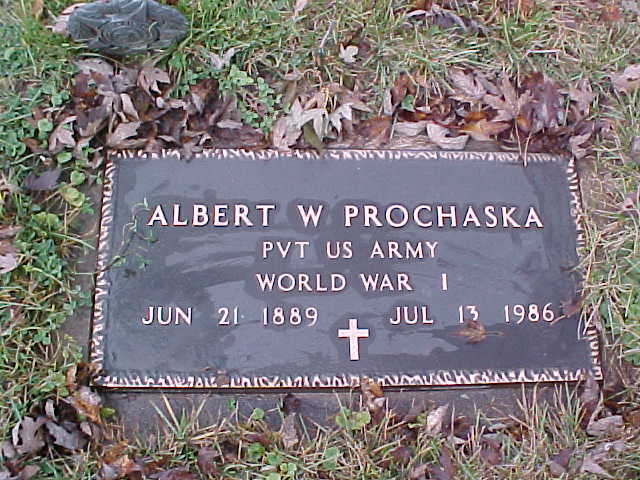 ALBERT W PROCHASKA
PVT US ARMY
WORLD WAR I
JUN 21 1889 JUL 13 1986